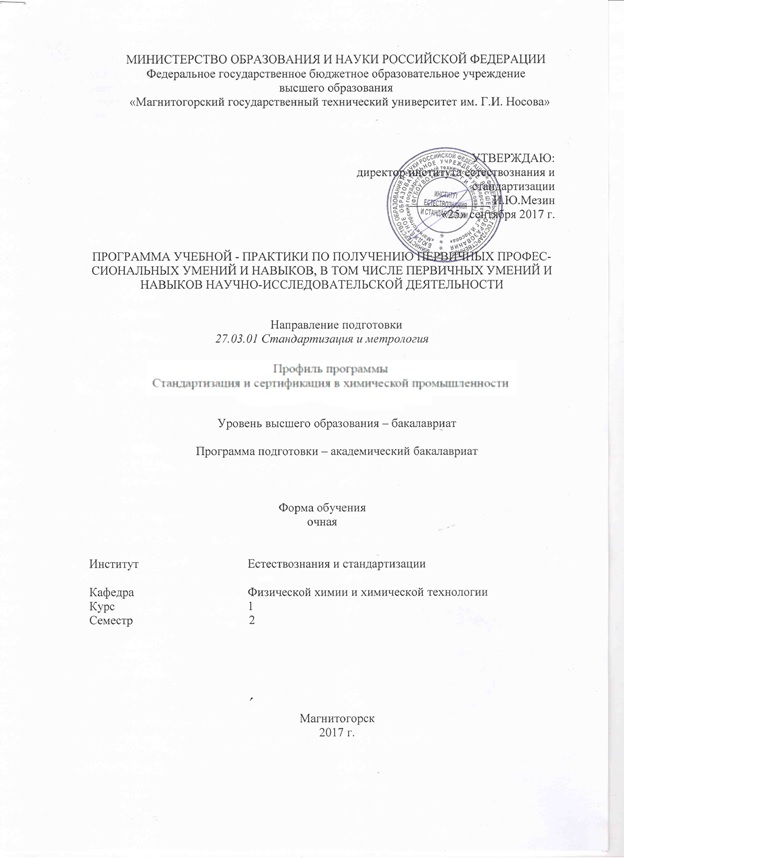 МИНИСТЕРСТВО ОБРАЗОВАНИЯ И НАУКИ РОССИЙСКОЙ ФЕДЕРАЦИИ
Федеральное государственное бюджетное образовательное учреждение
высшего образования
«Магнитогорский государственный технический университет им. Г.И. Носова»
УТВЕРЖДАЮ:
директор института естествознания и
стандартизации
И.Ю.Мезин
«25» сентября 2017 г.
ИНСТИТУТ
ЕСТЕСТВОЗНАНИЯ
И СТАНДАРТИЗАЦИИ
ПРОГРАММА УЧЕБНОЙ - ПРАКТИКИ ПО ПОЛУЧЕНИЮ ПЕРВИЧНЫХ ПРОФЕС-
СИОНАЛЬНЫХ УМЕНИЙ И НАВЫКОВ, В ТОМ ЧИСЛЕ ПЕРВИЧНЫХ УМЕНИЙ И
НАВЫКОВ НАУЧНО-ИССЛЕДОВАТЕЛЬСКОЙ ДЕЯТЕЛЬНОСТИ
Направление подготовки
27.03.01 Стандартизация и метрология
Профиль программы
Стандартизация и сертификация в химической промышленности
Уровень высшего образования – бакалавриат
Программа подготовки – академический бакалавриат
Форма обучения
очная
Институт Естествознания и стандартизации
Кафедра Физической химии и химической технологии
Курс 1
Семестр 2
Магнитогорск
2017 г.